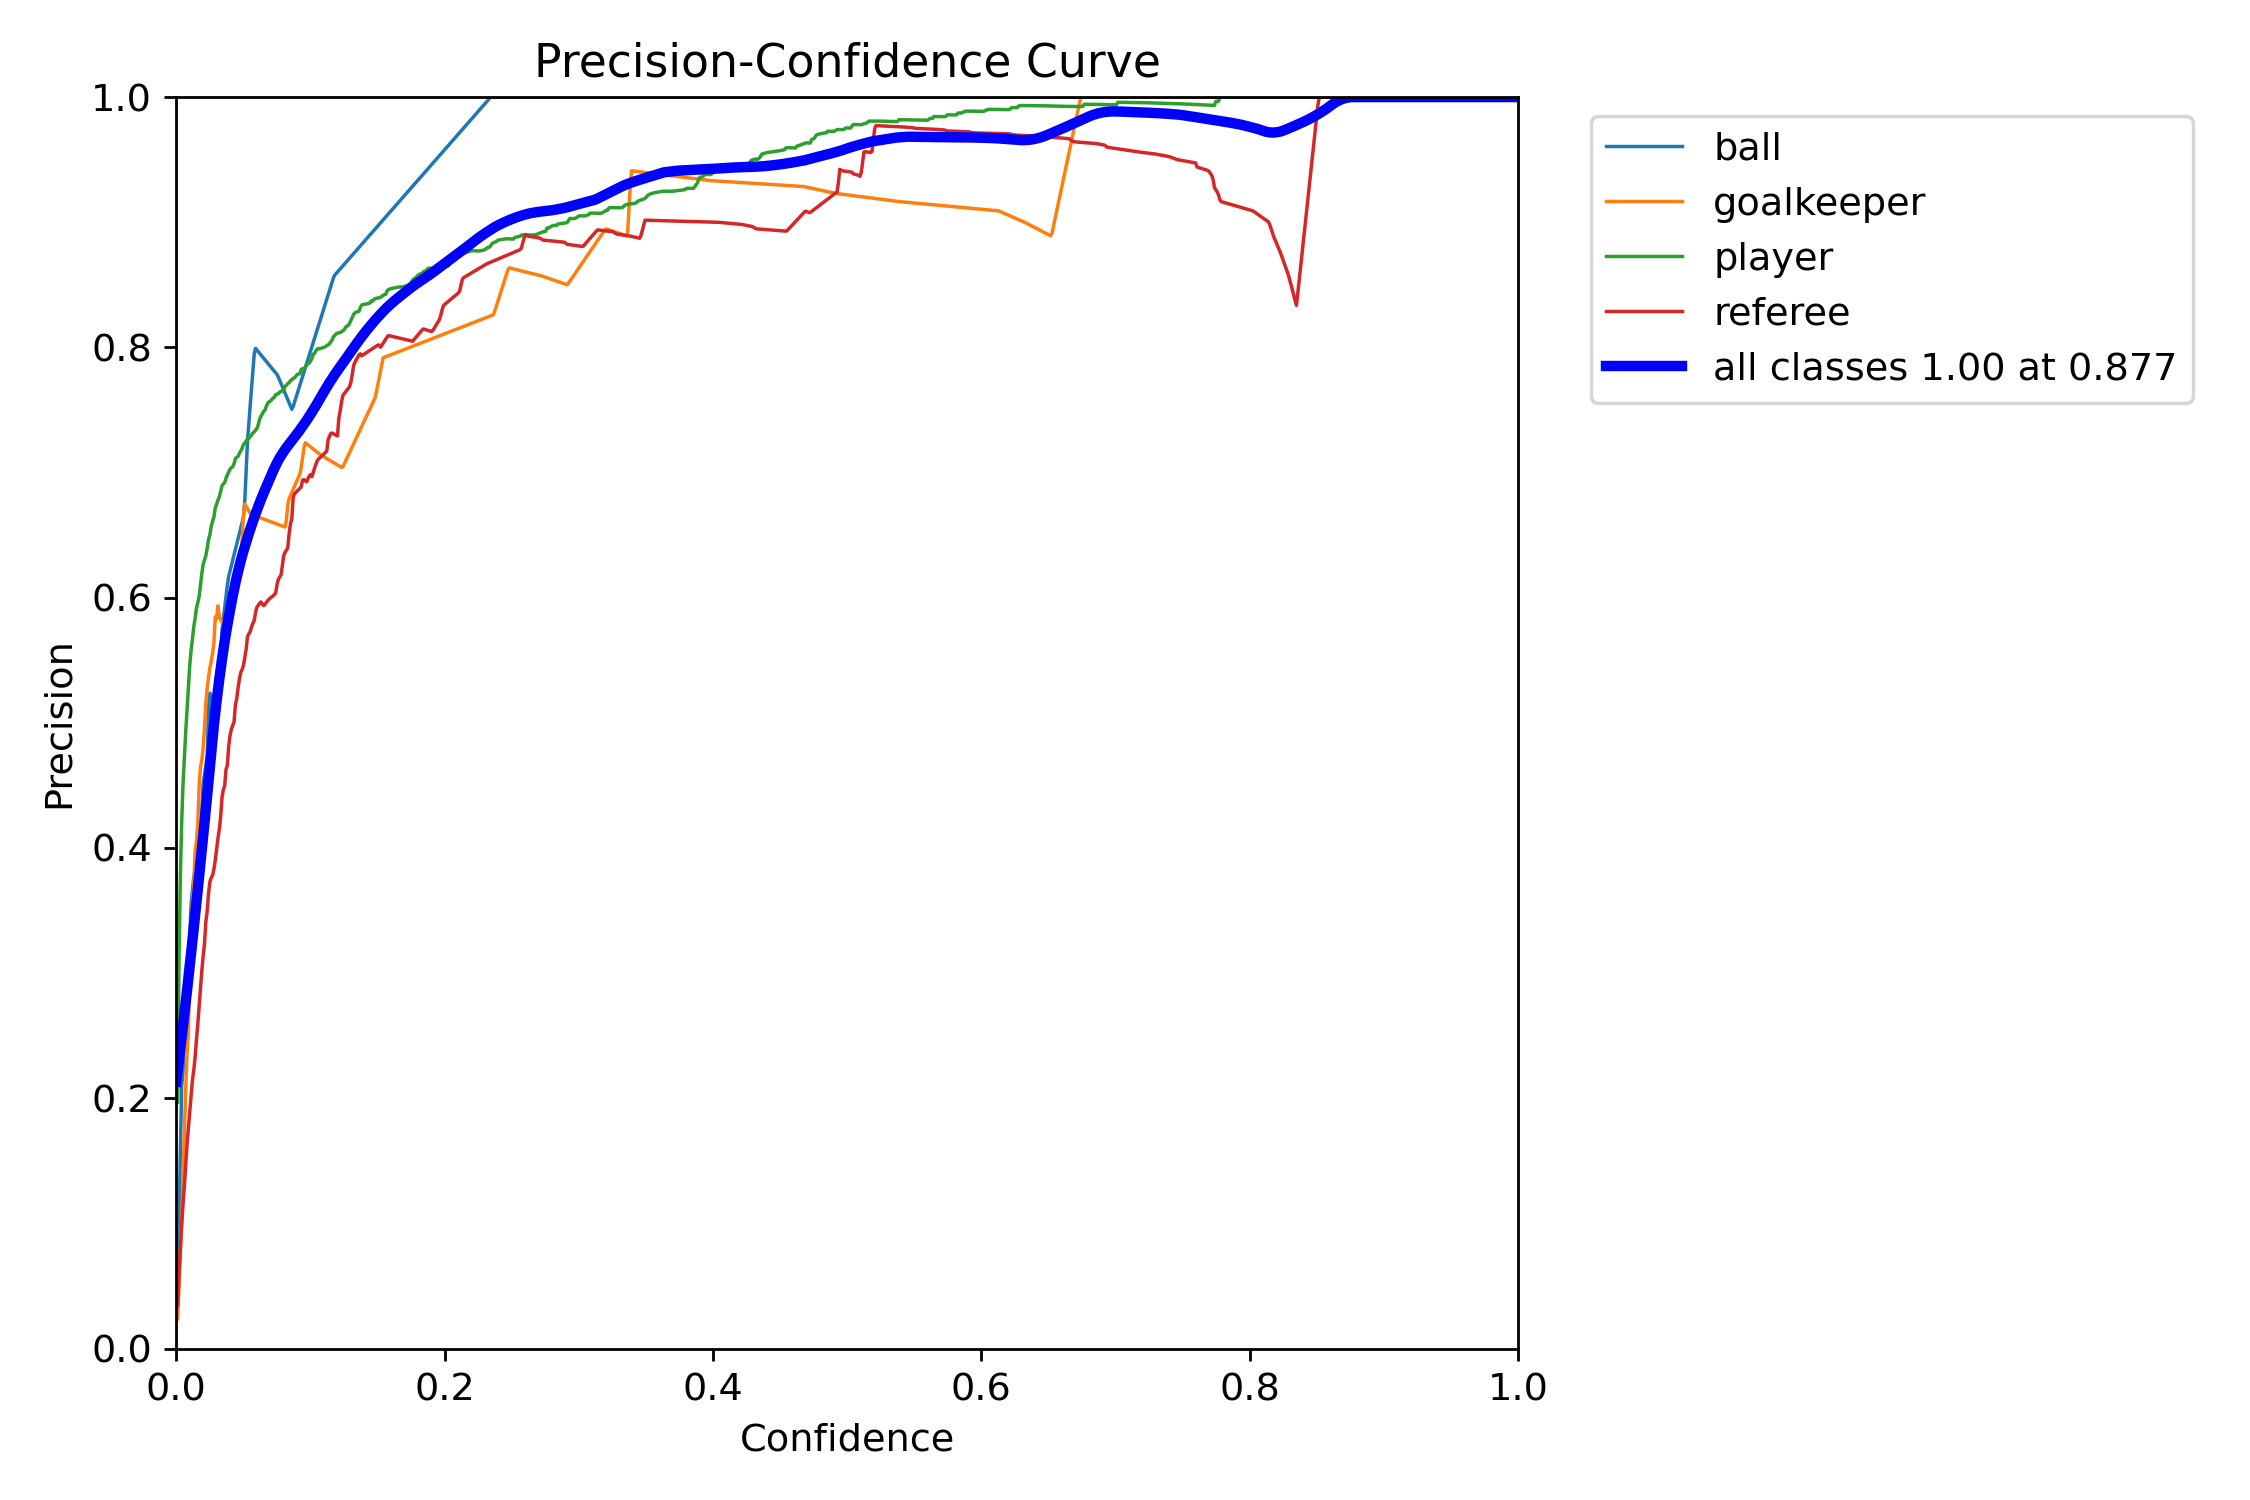 Precision-Confidence Curve
1.0
0.8
0.6
0.4
0.2
0.0
Precision
0.0 0.2 0.4 0.6 0.8 1.0
Confidence
ball
goalkeeper
player
referee
all classes 1.00 at 0.877